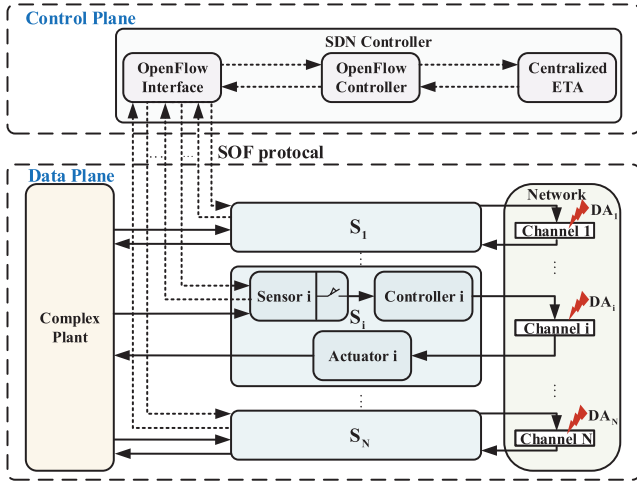 Control Plane
SDN Controller
OpenFlow
Interface
OpenFlow
Controller
Centralized
ETA
SOF protocal
Data Plane
Network
Complex
Plant
S1
DA1
Channel 1
Sensor i
Controller i
Si
Actuator i
DAi
Channel i
SN
DAN
Channel N